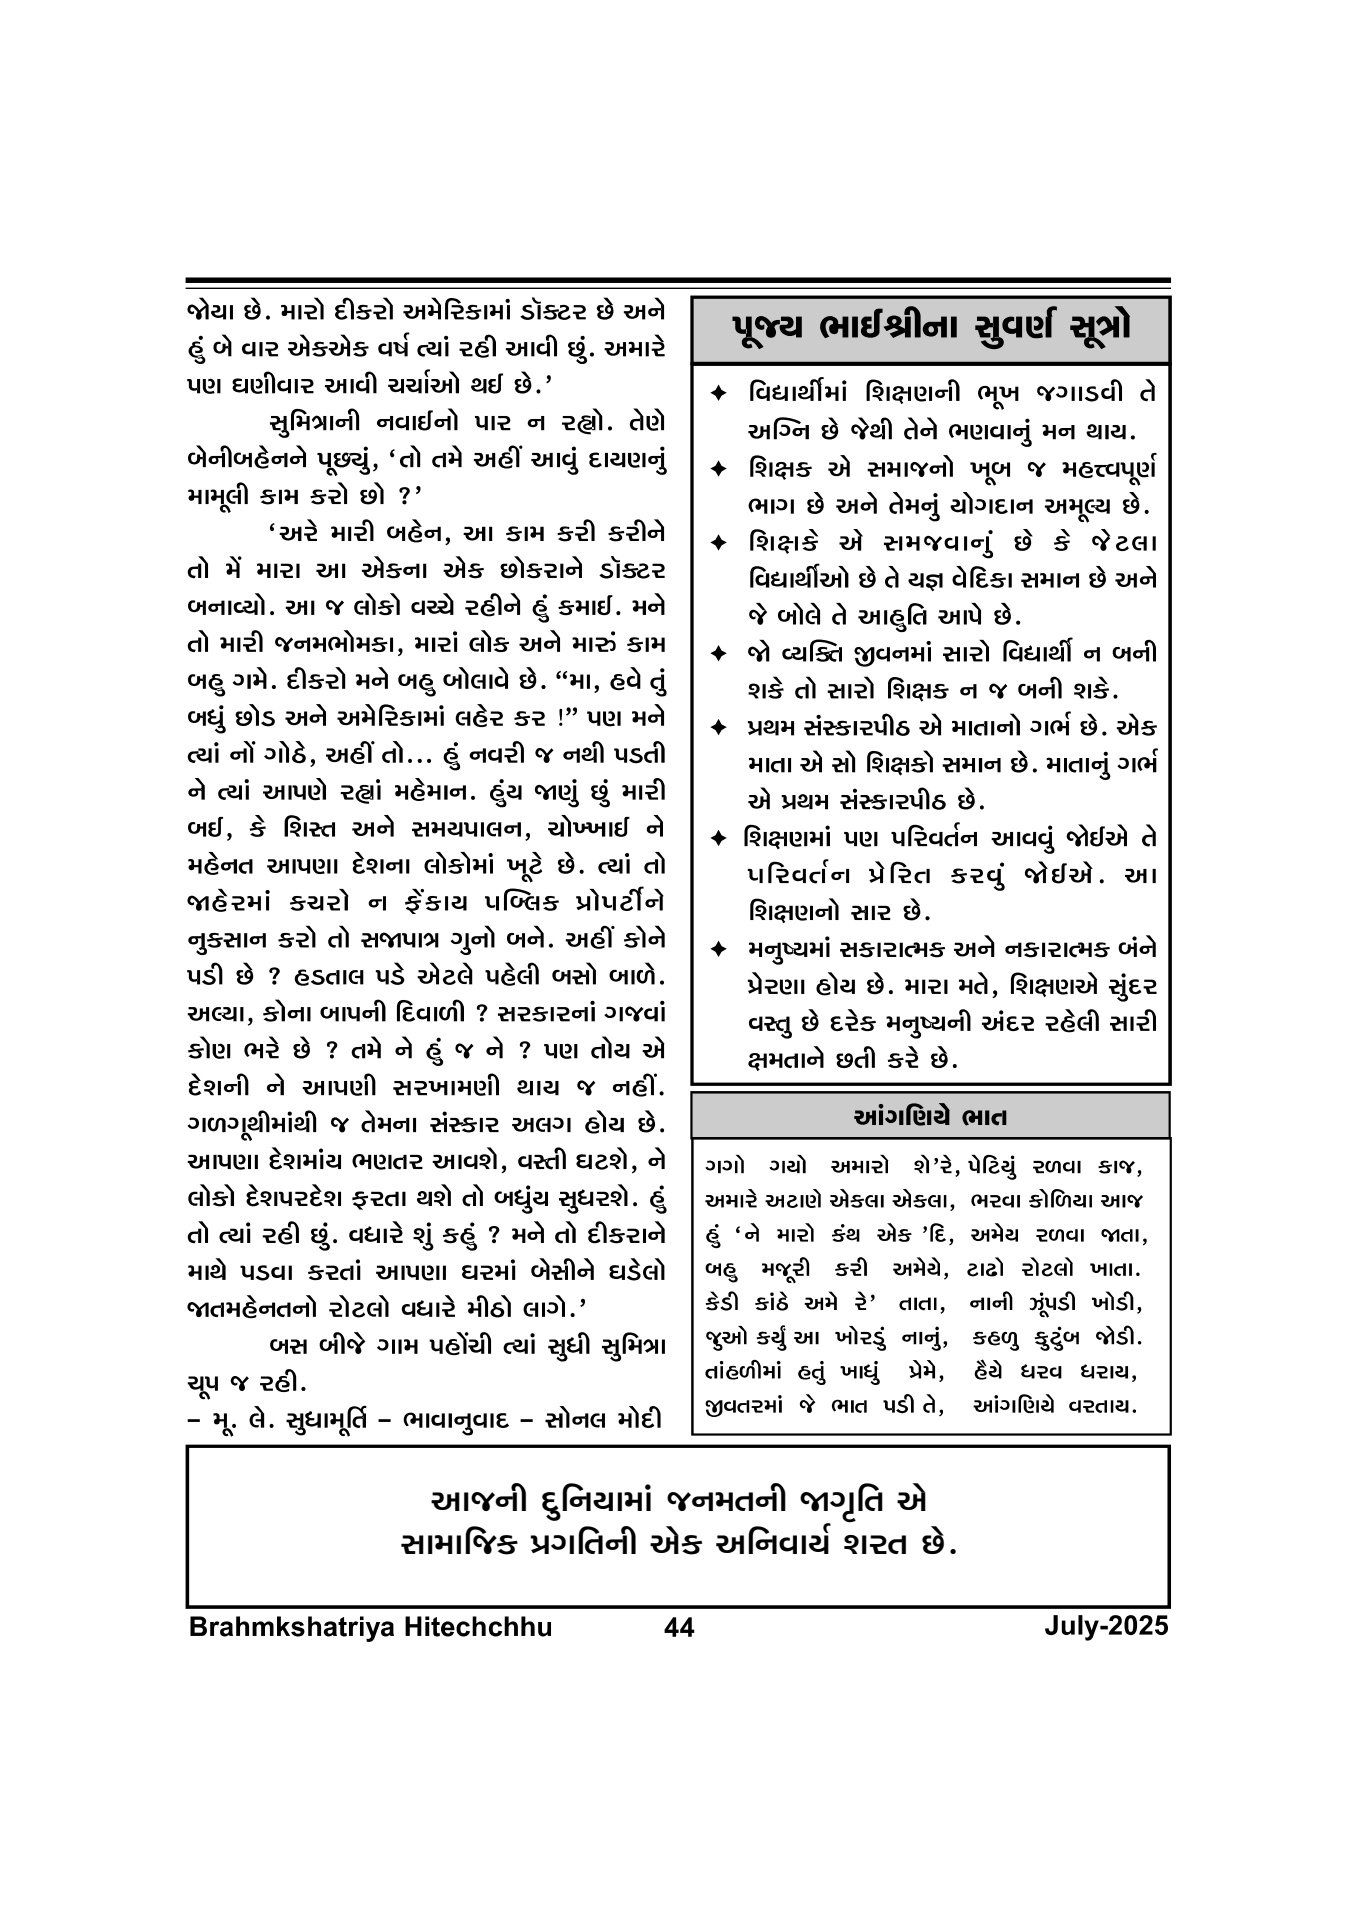 જોયા છે. મારો દીકરો અમેરિકામાં ડૉક્ટર છે અને
હું બે વાર એકએક વર્ષ ત્યાં રહી આવી છું. અમારે
પણ ઘણીવાર આવી ચર્ચાઓ થઈ છે.’
સુમિત્રાની નવાઈનો પાર ન રહ્યો. તેણે
બેનીબહેનને પૂછ્યું, ‘તો તમે અહીં આવું દાયણનું
મામૂલી કામ કરો છો ?’
‘અરે મારી બહેન, આ કામ કરી કરીને
તો મેં મારા આ એકના એક છોકરાને ડૉક્ટર
બનાવ્યો. આ જ લોકો વચ્ચે રહીને હું કમાઈ. મને
તો મારી જનમભોમકા, મારાં લોક અને મારું કામ
બહુ ગમે. દીકરો મને બહુ બોલાવે છે. “મા, હવે તું
બધું છોડ અને અમેરિકામાં લહેર કર !” પણ મને
ત્યાં નોં ગોઠે, અહીં તો... હું નવરી જ નથી પડતી
ને ત્યાં આપણે રહ્યાં મહેમાન. હુંય જાણું છું મારી
બઈ, કે શિસ્ત અને સમયપાલન, ચોખ્ખાઈ ને
મહેનત આપણા દેશના લોકોમાં ખૂટે છે. ત્યાં તો
જાહેરમાં કચરો ન ફેંકાય પબ્લિક પ્રોપર્ટીને
નુકસાન કરો તો સજાપાત્ર ગુનો બને. અહીં કોને
પડી છે ? હડતાલ પડે એટલે પહેલી બસો બાળે.
અલ્યા, કોના બાપની દિવાળી ? સરકારનાં ગજવાં
કોણ ભરે છે ? તમે ને હું જ ને ? પણ તોય એ
દેશની ને આપણી સરખામણી થાય જ નહીં.
ગળગૂથીમાંથી જ તેમના સંસ્કાર અલગ હોય છે.
આપણા દેશમાંય ભણતર આવશે, વસ્તી ઘટશે, ને
લોકો દેશપરદેશ ફરતા થશે તો બધુંય સુધરશે. હું
તો ત્યાં રહી છું. વધારે શું કહું ? મને તો દીકરાને
માથે પડવા કરતાં આપણા ઘરમાં બેસીને ઘડેલો
જાતમહેનતનો રોટલો વધારે મીઠો લાગે.’
બસ બીજે ગામ પહોંચી ત્યાં સુધી સુમિત્રા
ચૂપ જ રહી.
– મૂ. લે. સુધામૂર્તિ – ભાવાનુવાદ – સોનલ મોદી
પૂજ્ય ભાઈશ્રીના સુવર્ણ સૂત્રો
✦ વિદ્યાર્થીમાં શિક્ષણની ભૂખ જગાડવી તે
અગ્નિ છે જેથી તેને ભણવાનું મન થાય.
✦ શિક્ષક એ સમાજનો ખૂબ જ મહત્ત્વપૂર્ણ
ભાગ છે અને તેમનું યોગદાન અમૂલ્ય છે.
✦ શિક્ષકે એ સમજવાનું છે કે જેટલા
વિદ્યાર્થીઓ છે તે યજ્ઞ વેદિકા સમાન છે અને
જે બોલે તે આહુતિ આપે છે.
✦ જો વ્યક્તિ જીવનમાં સારો વિદ્યાર્થી ન બની
શકે તો સારો શિક્ષક ન જ બની શકે.
✦ પ્રથમ સંસ્કારપીઠ એ માતાનો ગર્ભ છે. એક
માતા એ સો શિક્ષકો સમાન છે. માતાનું ગર્ભ
એ પ્રથમ સંસ્કારપીઠ છે.
✦ શિક્ષણમાં પણ પરિવર્તન આવવું જોઈએ તે
પરિવર્તન પ્રેરિત કરવું જોઈએ. આ
શિક્ષણનો સાર છે.
✦ મનુષ્યમાં સકારાત્મક અને નકારાત્મક બંને
પ્રેરણા હોય છે. મારા મતે, શિક્ષણએ સુંદર
વસ્તુ છે દરેક મનુષ્યની અંદર રહેલી સારી
ક્ષમતાને છતી કરે છે.
આંગણિયે ભાત
ગગો ગયો અમારો શે’રે, પેટિયું રળવા કાજ,
અમારે અટાણે એકલા એકલા, ભરવા કોળિયા આજ
હું ‘ને મારો કંથ એક ’દિ, અમેય રળવા જાતા,
બહુ મજૂરી કરી અમેયે, ટાઢો રોટલો ખાતા.
કેડી કાંઠે અમે રે’ તાતા, નાની ઝૂંપડી ખોડી,
જુઓ કર્યું આ ખોરડું નાનું, કહળુ કુટુંબ જોડી.
તાંહળીમાં હતું ખાધું પ્રેમે, હૈયે ધરવ ધરાય,
જીવતરમાં જે ભાત પડી તે, આંગણિયે વરતાય.
આજની દુનિયામાં જનમતની જાગૃતિ એ
સામાજિક પ્રગતિની એક અનિવાર્ય શરત છે.
Brahmkshatriya Hitechchhu 44 July-2025